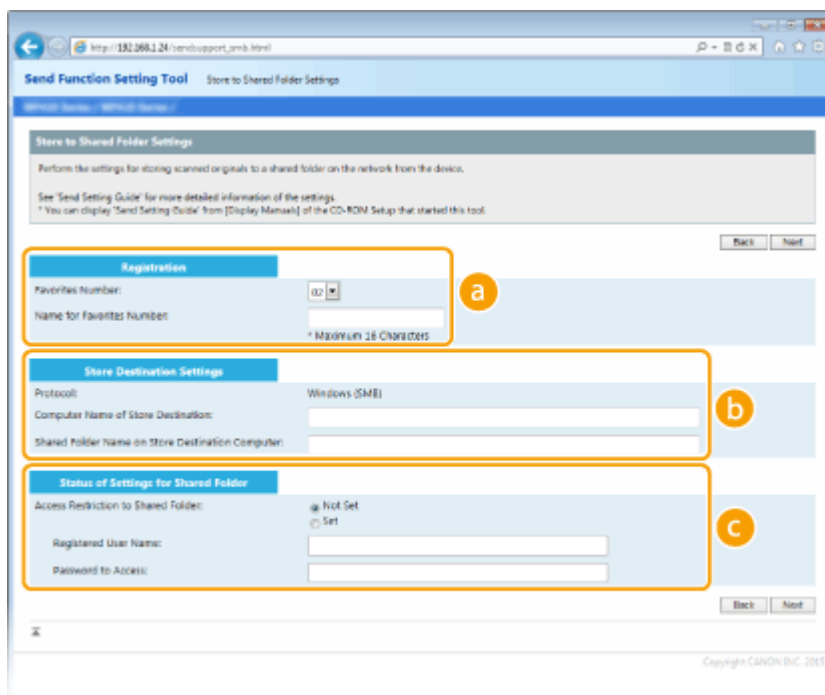 http://192.168.1.24/sendsupport_smb.html
Send Function Setting Tool Store to Shared Folder Settings
Store to Shared Folder Settings
Perform the settings for storing scanned originals to a shared folder on the network from the device.
See 'Send Setting Guide' for more detailed information of the settings.
* You can display 'Send Setting Guide' from [Display Manuals] of the CD-ROM Setup that started this tool.
Back Next
Registration
Favorites Number: 02
Name for Favorites Number:
* Maximum 16 Characters
a
Store Destination Settings
Protocol: Windows (SMB)
Computer Name of Store Destination:
Shared Folder Name on Store Destination Computer:
b
Status of Settings for Shared Folder
Access Restriction to Shared Folder: Not Set
Set
Registered User Name:
Password to Access:
c
Back Next
Copyright CANON INC. 2015